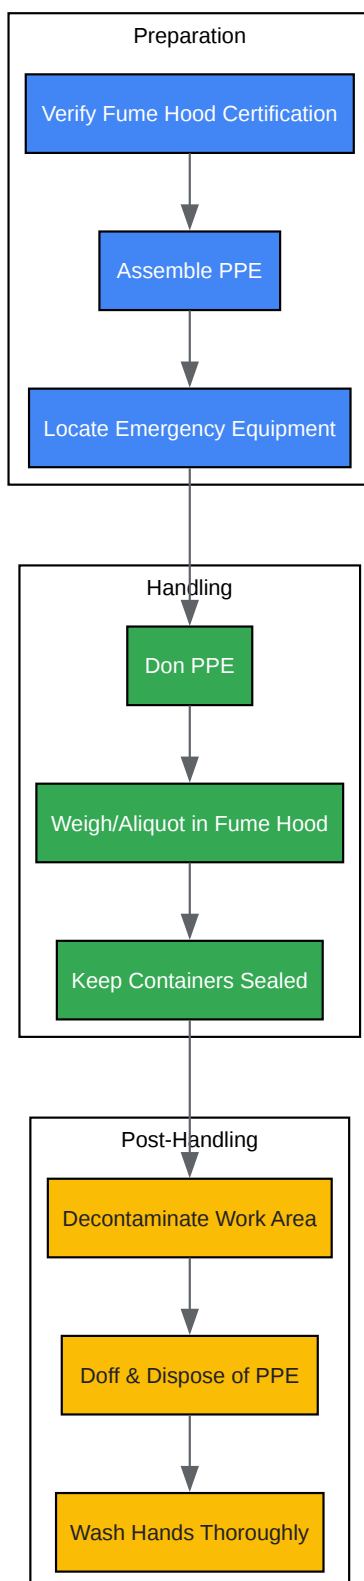 Preparation
Verify Fume Hood Certification
Assemble PPE
Locate Emergency Equipment
Handling
Don PPE
Weigh/Aliquot in Fume Hood
Keep Containers Sealed
Post-Handling
Decontaminate Work Area
Doff & Dispose of PPE
Wash Hands Thoroughly